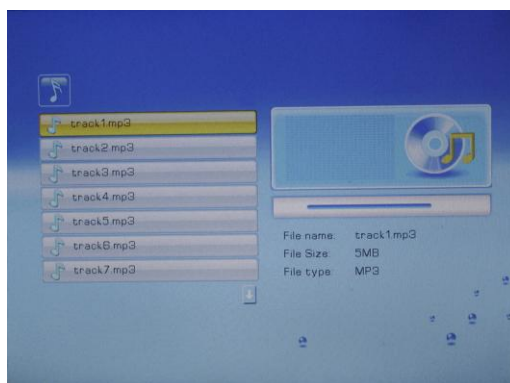 track1.mp3
track2.mp3
track3.mp3
track4.mp3
track5.mp3
track6.mp3
track7.mp3
File name: track1.mp3
File Size: 5MB
File type: MP3